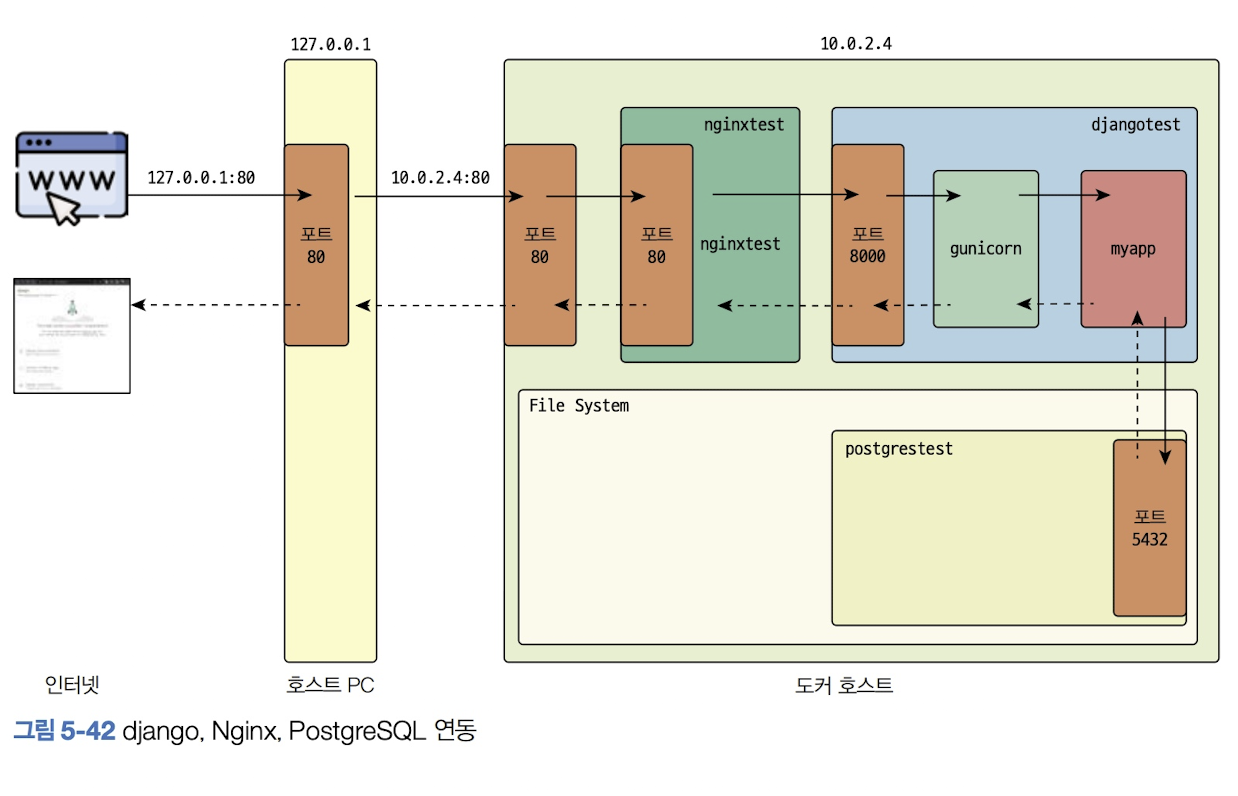 127.0.0.1
10.0.2.4
nginxtest
djangotest
WWW
127.0.0.1:80
10.0.2.4:80
포트
80
포트
80
포트
80
nginxtest
포트
8000
gunicorn
myapp
File System
postgrestest
포트
5432
인터넷
호스트 PC
도커 호스트
그림 5-42 django, Nginx, PostgreSQL 연동